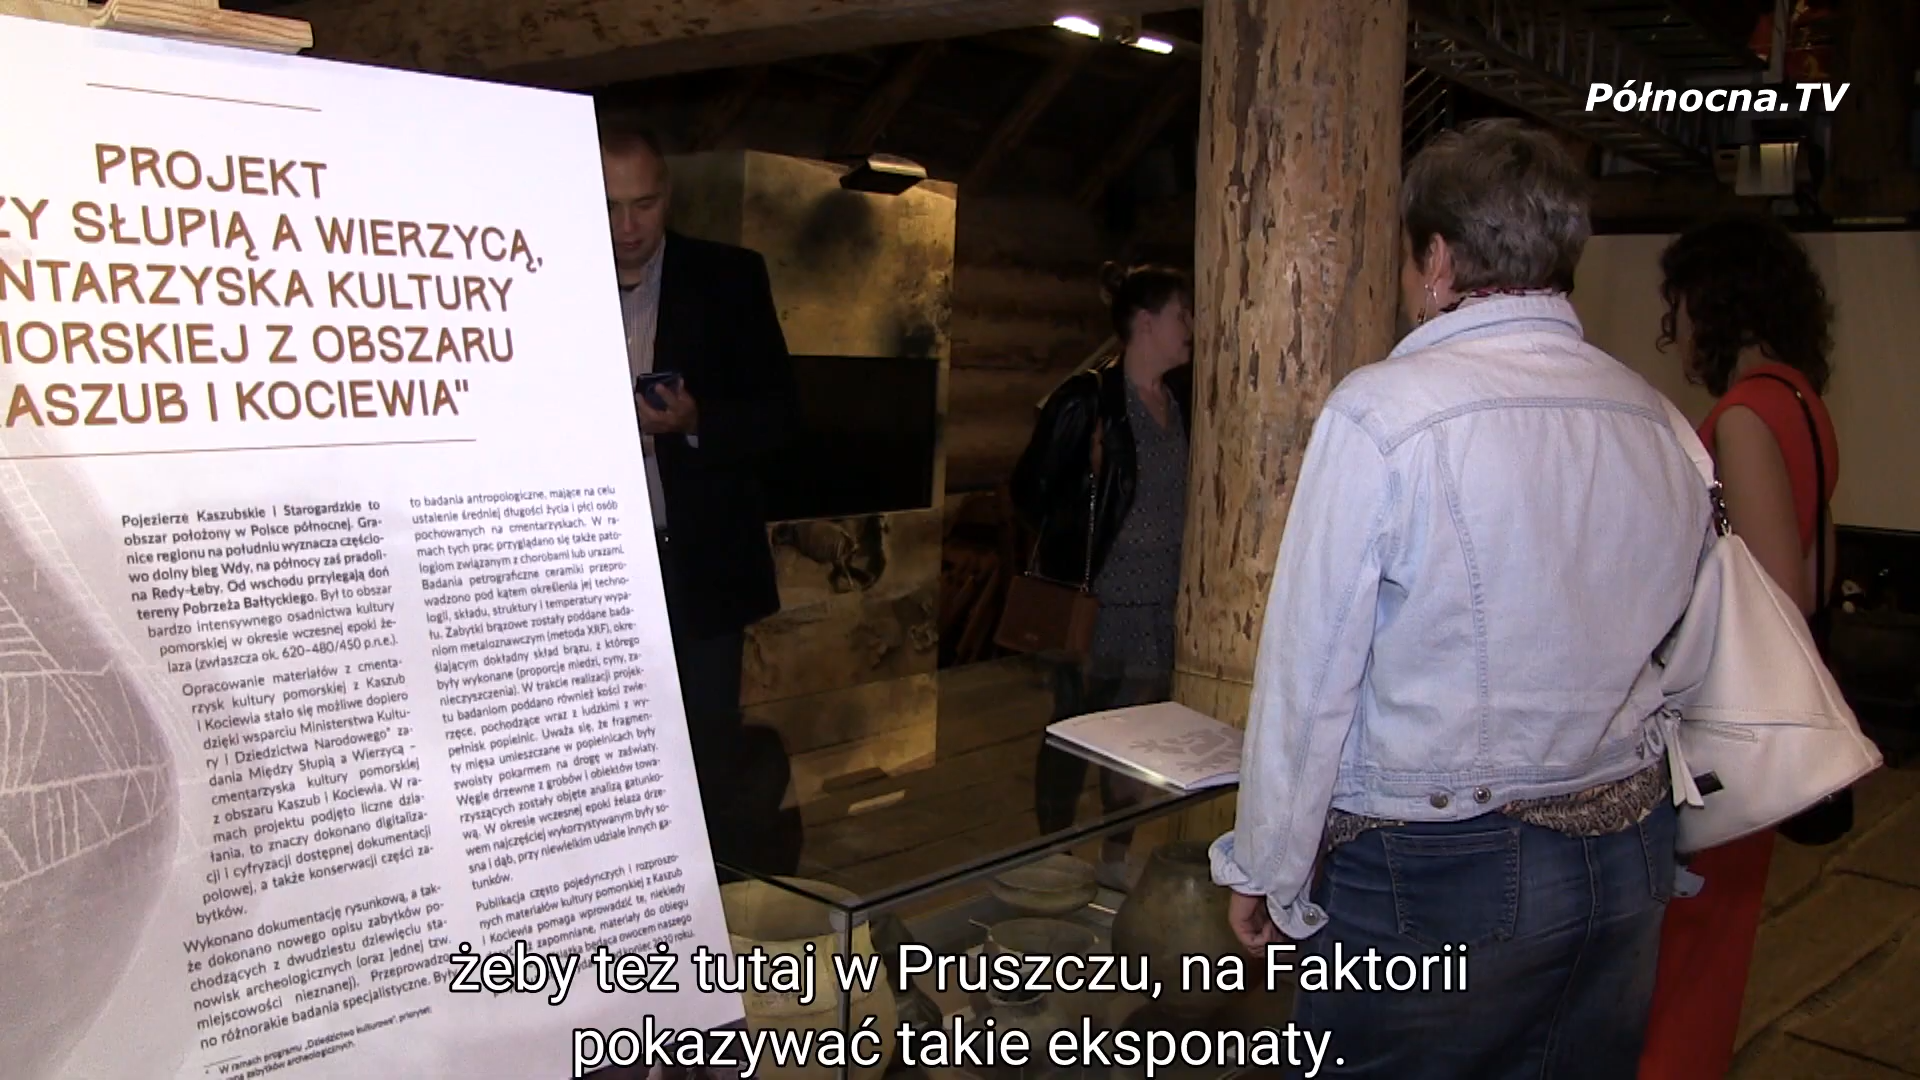 Północna.TV
PROJEKT
ZY SŁUPIĄ A WIERZYCĄ,
NTARZYSKA KULTURY
MORSKIEJ Z OBSZARU
ASZUB I KOCIEWIA"
Pojezierze Kaszubskie i Starogardzkie to
obszar położony w Polsce północnej. Gra-
nice regionu na południu wyznacza częścio-
wo dolny bieg Wdy, na północy zaś pradoli-
na Redy-Łeby. Od wschodu przylegają doń
tereny Pobrzeża Bałtyckiego. Był to obszar
bardzo intensywnego osadnictwa kultury
pomorskiej w okresie wczesnej epoki że-
laza (zwłaszcza ok. 620-480/450 p.n.e.).
Opracowanie materiałów z cmenta-
rzysk kultury pomorskiej z Kaszub
i Kociewia stało się możliwe dopiero
dzięki wsparciu Ministerstwa Kultu-
ry i Dziedzictwa Narodowego* za-
dania Między Słupią a Wierzycą –
cmentarzyska kultury pomorskiej
z obszaru Kaszub i Kociewia. W ra-
mach projektu podjęto liczne dzia-
łania, to znaczy dokonano digitaliza-
cji i cyfryzacji dostępnej dokumentacji
polowej, a także konserwacji części za-
bytków.
Wykonano dokumentację rysunkową, a tak-
że dokonano nowego opisu zabytków po-
chodzących z dwudziestu dziewięciu sta-
nowisk archeologicznych (oraz jednej tzw.
miejscowości nieznanej). Przeprowadzo-
no różnorakie badania specjalistyczne. Były
* W ramach programu „Dziedzictwo kulturowe", priorytet:
zabytków archeologicznych.
to badania antropologiczne, mające na celu
ustalenie średniej długości życia i płci osób
pochowanych na cmentarzyskach. W ra-
mach tych prac przyglądano się także pato-
logiom związanym z chorobami lub urazami.
Badania petrograficzne ceramiki przepro-
wadzono pod kątem określenia jej techno-
logii, składu, struktury i temperatury wypa-
łu. Zabytki brązowe zostały poddane bada-
niom metaloznawczym (metoda XRF), okre-
ślającym dokładny skład brązu, z którego
były wykonane (proporcje miedzi, cyny, za-
nieczyszczenia). W trakcie realizacji projek-
tu badaniom poddano również kości zwie-
rzęce, pochodzące wraz z ludzkimi z wy-
pełnisk popielnic. Uważa się, że fragmen-
ty mięsa umieszczane w popielnicach były
swoisty pokarmem na drogę w zaświaty.
Węgle drzewne z grobów i obiektów towa-
rzyszących zostały objęte analizą gatunko-
wą. W okresie wczesnej epoki żelaza drze-
wem najczęściej wykorzystywanym były so-
sna i dąb, przy niewielkim udziale innych ga-
tunków.
Publikacja często pojedynczych i rozproszo-
nych materiałów kultury pomorskiej z Kaszub
i Kociewia pomaga wprowadzić te, niekiedy
zapomniane, materiały do obiegu
będąca owocem naszego
koniec 2020 roku.
żeby też tutaj w Pruszczu, na Faktorii
pokazywać takie eksponaty.